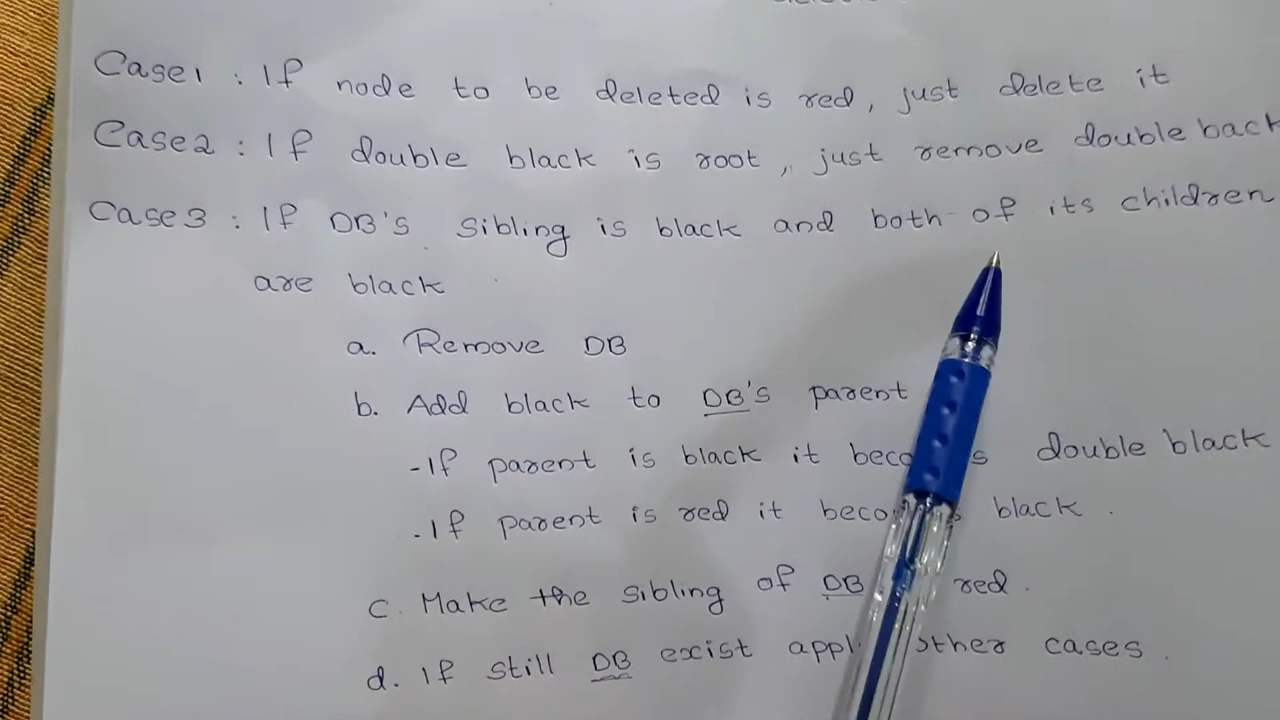 Case1 : If node to be deleted is red, just delete it
Case2 : If double black is root, just remove double back
Case3 : If DB's sibling is black and both of its children
are black
a. Remove DB
b. Add black to DB's parent
-If parent is black it double black
-If parent is red it black.
c. Make the sibling of DB red.
d. If still DB exist cases.